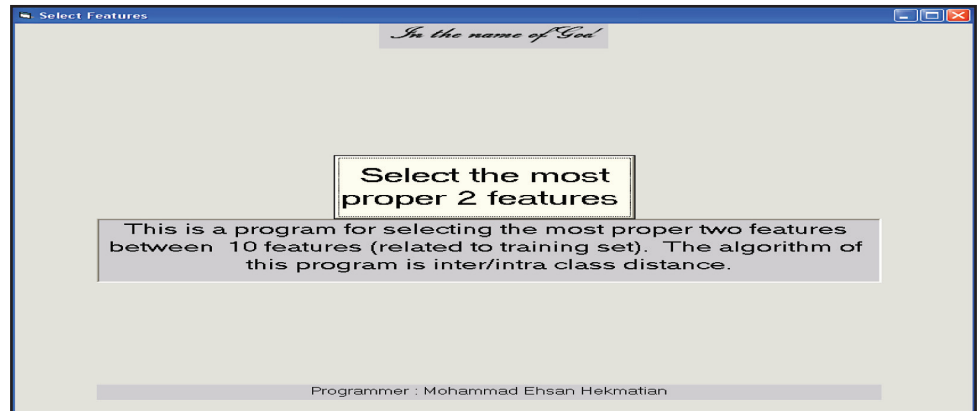 Select Features
In the name of God
Select the most
proper 2 features
This is a program for selecting the most proper two features
between 10 features (related to training set). The algorithm of
this program is inter/intra class distance.
Programmer : Mohammad Ehsan Hekmatian